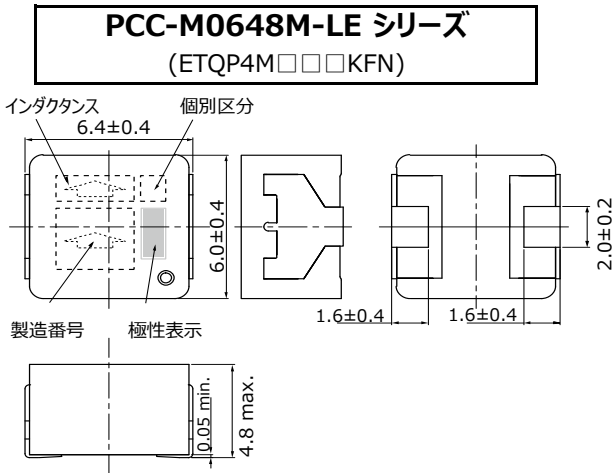 PCC-M0648M-LE シリーズ
(ETQP4M□□□KFN)
インダクタンス
個別区分
6.4±0.4
6.0±0.4
2.0±0.2
1.6±0.4
1.6±0.4
製造番号
極性表示
0.05 min.
4.8 max.